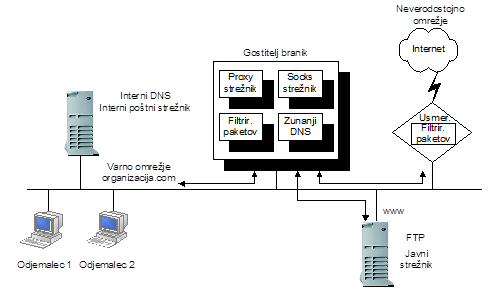 Neverodostojno
omrežje
Internet
Gostitelj branik
Proxy
strežnik
Socks
strežnik
Filtrir.
paketov
Zunanji
DNS
Usmer.
Filtrir.
paketov
Interni DNS
Interni poštni strežnik
Varno omrežje
organizacija.com
www
FTP
Javni
strežnik
Odjemalec 1
Odjemalec 2